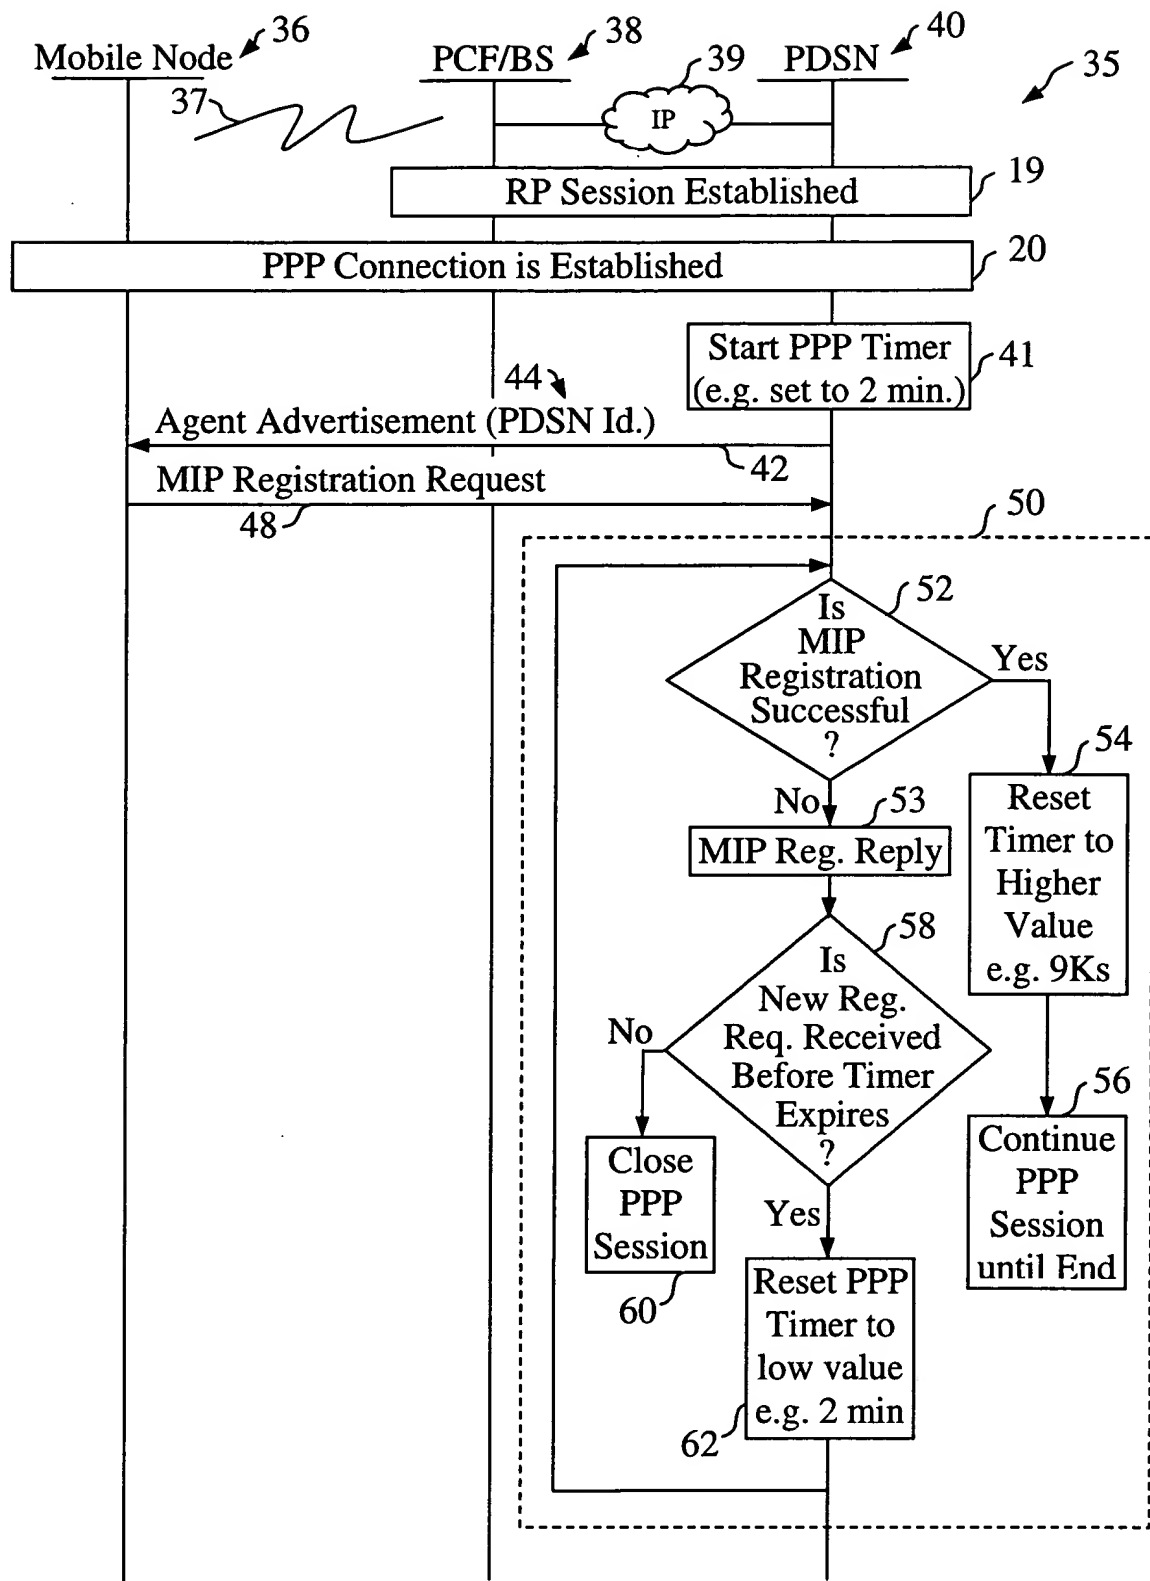 36
38
40
Mobile Node
PCF/BS
39
PDSN
35
37
IP
RP Session Established
19
PPP Connection is Established
20
Start PPP Timer
(e.g. set to 2 min.)
41
44
Agent Advertisement (PDSN Id.)
42
MIP Registration Request
48
50
52
Is
MIP
Registration
Successful
?
Yes
54
No
53
MIP Reg. Reply
Reset
Timer to
Higher
Value
e.g. 9Ks
58
Is
New Reg.
Req. Received
Before Timer
Expires
?
No
56
Close
PPP
Session
60
Continue
PPP
Session
until End
Yes
Reset PPP
Timer to
low value
e.g. 2 min
62